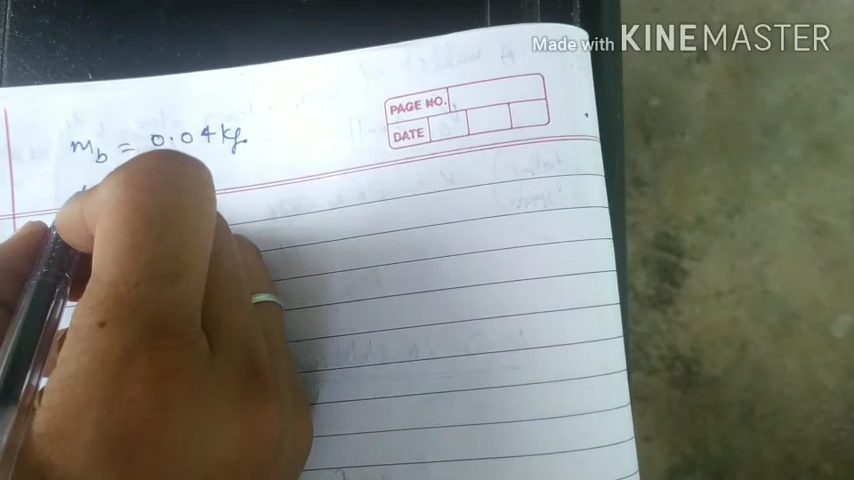 Made with KINEMASTER
PAGE NO.
DATE
m_b = 0.04 kg.